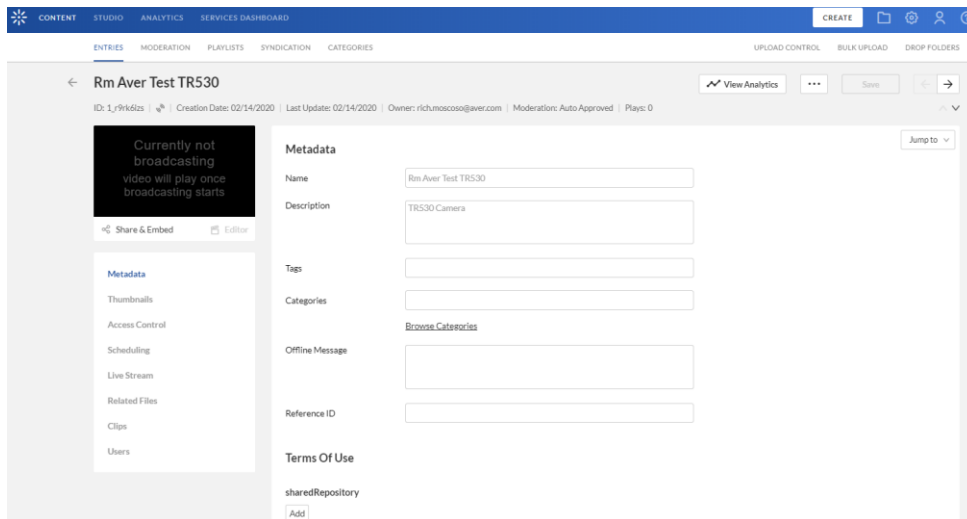 CONTENT STUDIO ANALYTICS SERVICES DASHBOARD CREATE
ENTRIES MODERATION PLAYLISTS SYNDICATION CATEGORIES UPLOAD CONTROL BULK UPLOAD DROP FOLDERS
Rm Aver Test TR530 View Analytics ... Save
ID: 1_r9rk6izs | Creation Date: 02/14/2020 | Last Update: 02/14/2020 | Owner: rich.moscoso@aver.com | Moderation: Auto Approved | Plays: 0
Jump to
Currently not
broadcasting
video will play once
broadcasting starts
Share & Embed Editor
Metadata
Thumbnails
Access Control
Scheduling
Live Stream
Related Files
Clips
Users
Metadata
Name Rm Aver Test TR530
Description TR530 Camera
Tags
Categories
Browse Categories
Offline Message
Reference ID
Terms Of Use
sharedRepository
Add